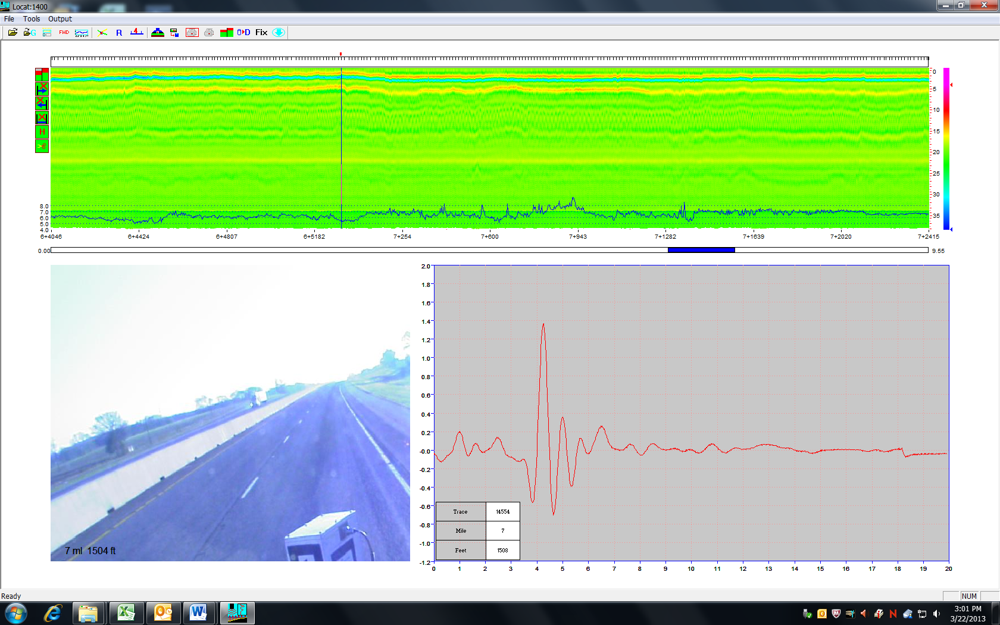 Locat:1400
File Tools Output
G FWD R 4 0 D Fix
H
0
5
10
15
20
25
30
35
8.0
7.0
6.0
5.0
4.0
6+4046 6+4424 6+4807 6+5182 7+254 7+600 7+943 7+1282 7+1639 7+2020 7+2415
0.00 9.55
7 ml 1504 ft
2.0
1.8
1.6
1.4
1.2
1.0
0.8
0.6
0.4
0.2
-0.0
-0.2
-0.4
-0.6
-0.8
-1.0
-1.2
Trace 14554
Mile 7
Feet 1508
0 1 2 3 4 5 6 7 8 9 10 11 12 13 14 15 16 17 18 19 20
Ready NUM
3:01 PM
3/22/2013